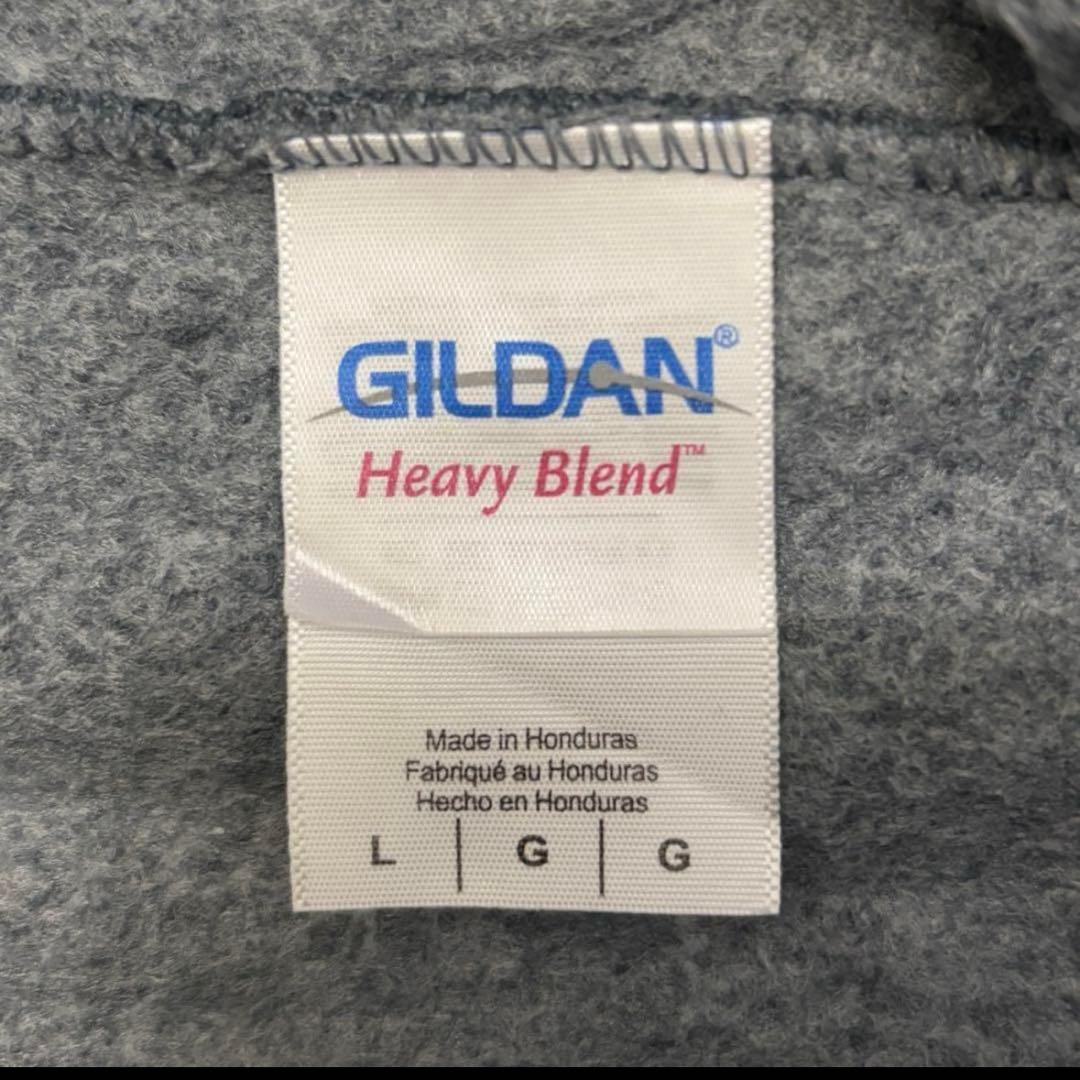 GILDAN®
Heavy Blend™
Made in Honduras
Fabriqué au Honduras
Hecho en Honduras
L | G | G